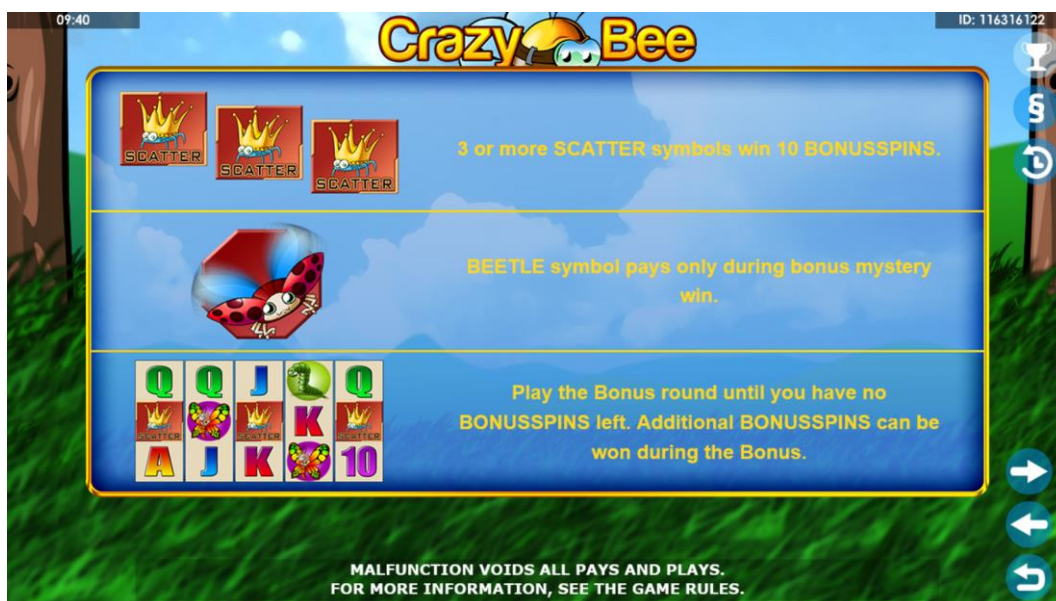 09:40
ID: 116316122
Crazy Bee
§
SCATTER
SCATTER
SCATTER
3 or more SCATTER symbols win 10 BONUSSPINS.
BEETLE symbol pays only during bonus mystery
win.
Q Q J Q
SCATTER SCATTER K SCATTER
A J K 10
Play the Bonus round until you have no
BONUSSPINS left. Additional BONUSSPINS can be
won during the Bonus.
MALFUNCTION VOIDS ALL PAYS AND PLAYS.
FOR MORE INFORMATION, SEE THE GAME RULES.